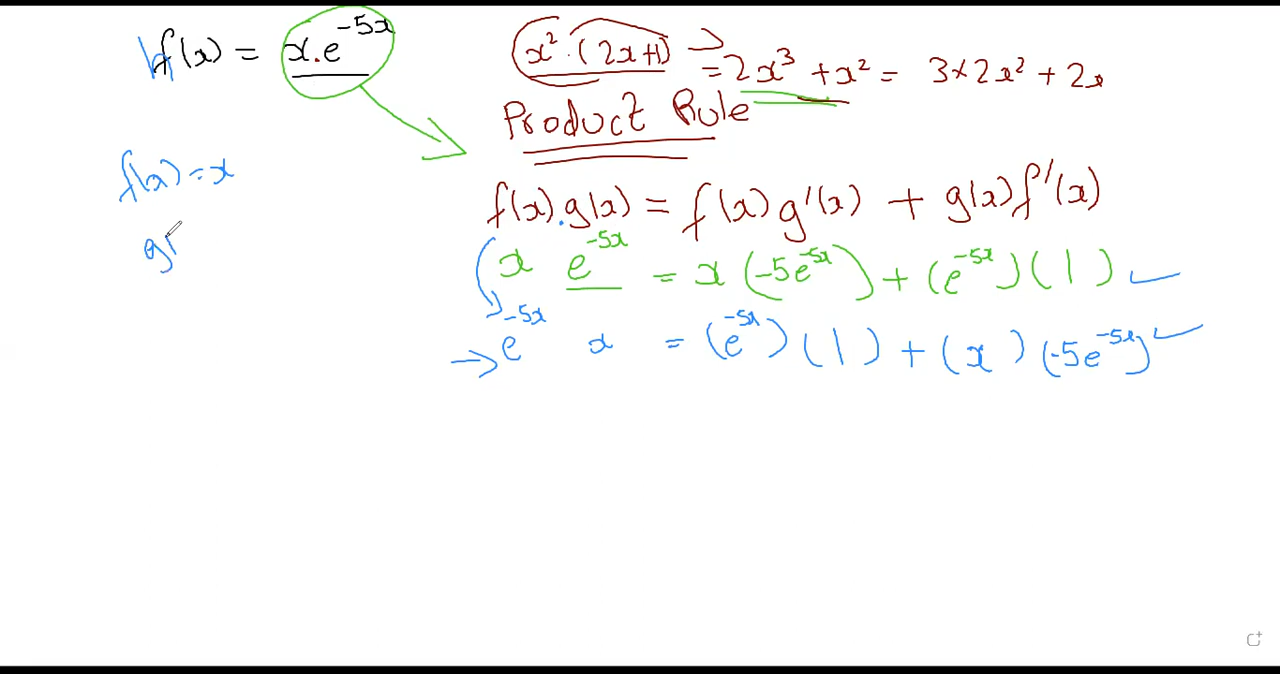 h(x) = x.e^-5x
x² . (2x+1) = 2x³ + x² = 3×2x² + 2x
Product Rule
f(x) = x
f(x).g(x) = f(x) g'(x) + g(x) f'(x)
g
x e^-5x = x (-5e^-5x) + (e^-5x) (1)
→ e^-5x x = (e^-5x) (1) + (x) (-5e^-5x)